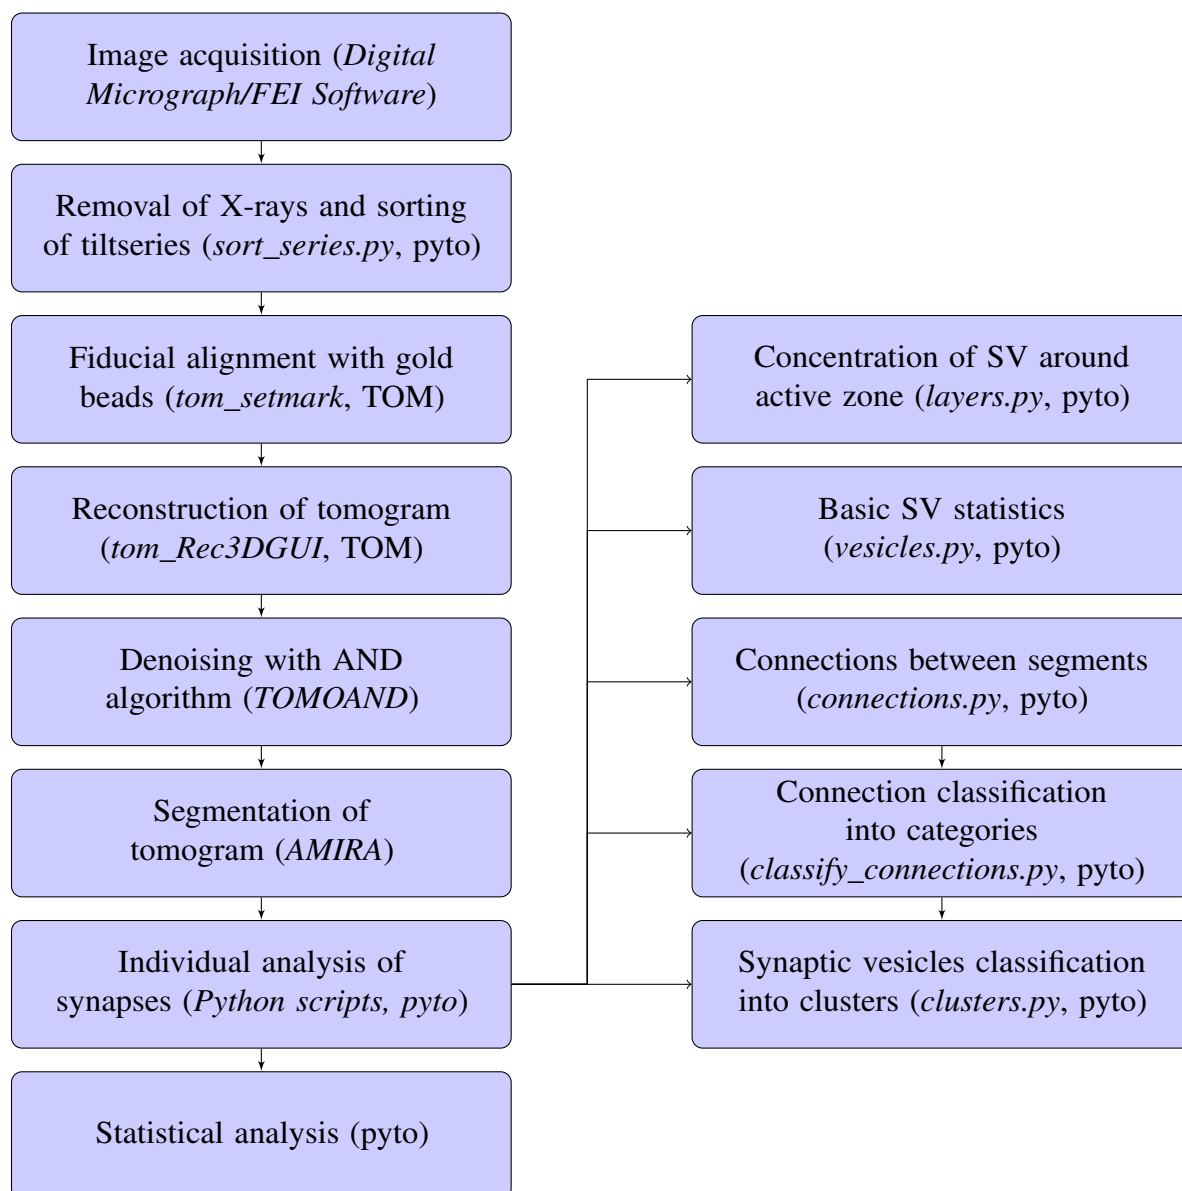 Image acquisition (Digital
Micrograph/FEI Software)
Removal of X-rays and sorting
of tiltseries (sort_series.py, pyto)
Fiducial alignment with gold
beads (tom_setmark, TOM)
Reconstruction of tomogram
(tom_Rec3DGUI, TOM)
Denoising with AND
algorithm (TOMOAND)
Segmentation of
tomogram (AMIRA)
Individual analysis of
synapses (Python scripts, pyto)
Statistical analysis (pyto)
Concentration of SV around
active zone (layers.py, pyto)
Basic SV statistics
(vesicles.py, pyto)
Connections between segments
(connections.py, pyto)
Connection classification
into categories
(classify_connections.py, pyto)
Synaptic vesicles classification
into clusters (clusters.py, pyto)